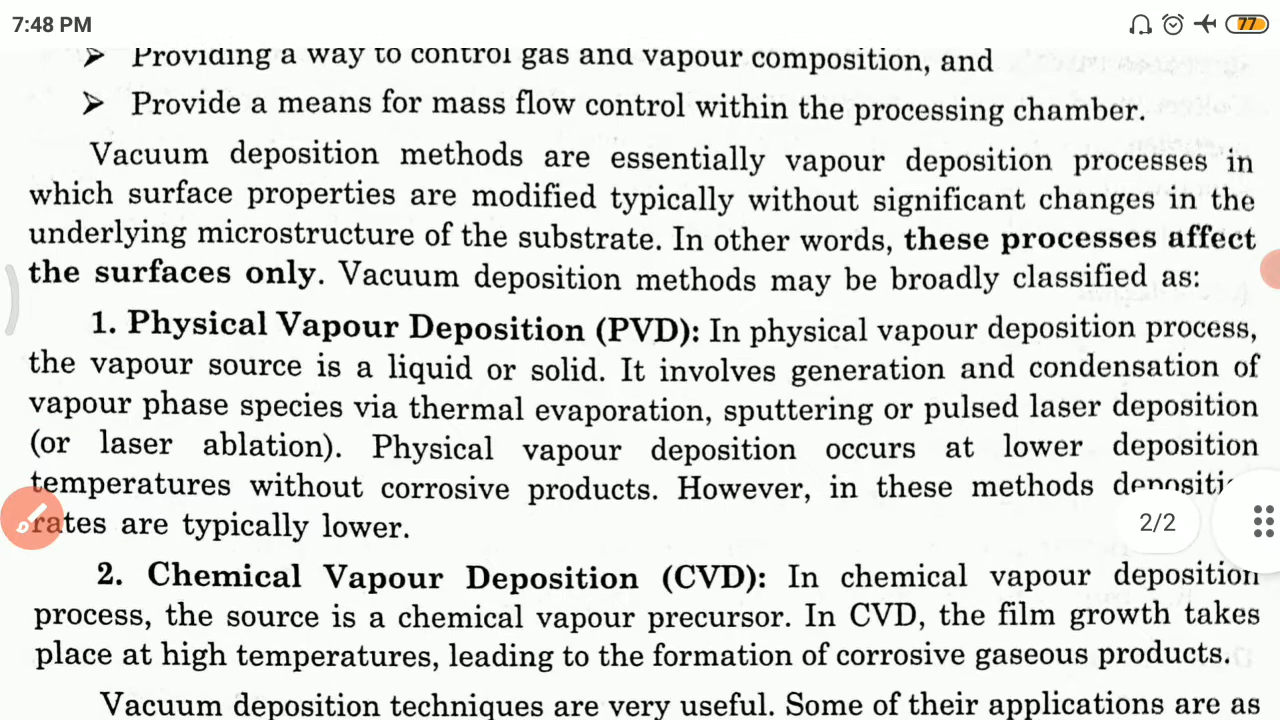 7:48 PM
77
➢ Providing a way to control gas and vapour composition, and
➢ Provide a means for mass flow control within the processing chamber.
Vacuum deposition methods are essentially vapour deposition processes in
which surface properties are modified typically without significant changes in the
underlying microstructure of the substrate. In other words, these processes affect
the surfaces only. Vacuum deposition methods may be broadly classified as:
1. Physical Vapour Deposition (PVD): In physical vapour deposition process,
the vapour source is a liquid or solid. It involves generation and condensation of
vapour phase species via thermal evaporation, sputtering or pulsed laser deposition
(or laser ablation). Physical vapour deposition occurs at lower deposition
temperatures without corrosive products. However, in these methods
rates are typically lower.
2/2
2. Chemical Vapour Deposition (CVD): In chemical vapour deposition
process, the source is a chemical vapour precursor. In CVD, the film growth takes
place at high temperatures, leading to the formation of corrosive gaseous products.
Vacuum deposition techniques are very useful. Some of their applications are as